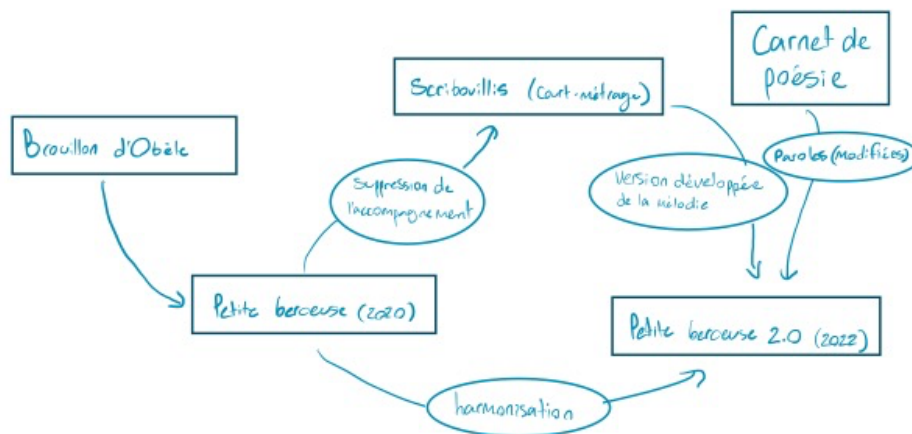 Carnet de
poésie
Scribouillis (court-métrage)
Brouillon d'Obèle
Paroles (modifiées)
suppression de
l'accompagnement
version développée
de la mélodie
Petite berceuse (2020)
Petite berceuse 2.0 (2022)
harmonisation